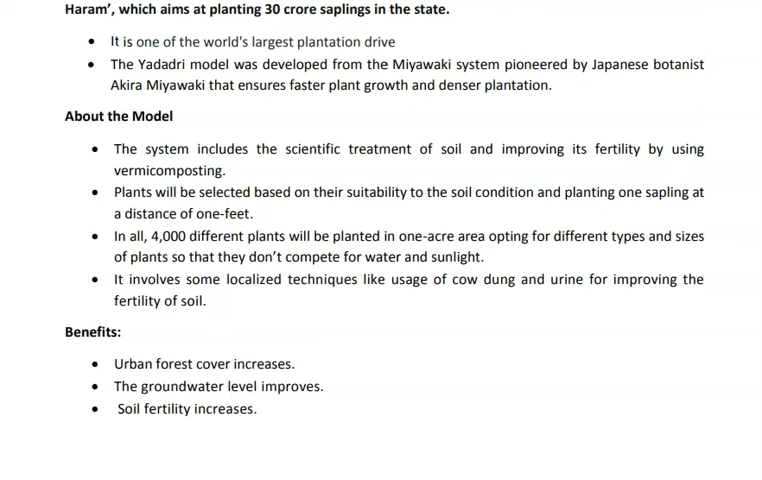 Haram’, which aims at planting 30 crore saplings in the state.
• It is one of the world's largest plantation drive
• The Yadadri model was developed from the Miyawaki system pioneered by Japanese botanist
Akira Miyawaki that ensures faster plant growth and denser plantation.
About the Model
• The system includes the scientific treatment of soil and improving its fertility by using
vermicomposting.
• Plants will be selected based on their suitability to the soil condition and planting one sapling at
a distance of one-feet.
• In all, 4,000 different plants will be planted in one-acre area opting for different types and sizes
of plants so that they don’t compete for water and sunlight.
• It involves some localized techniques like usage of cow dung and urine for improving the
fertility of soil.
Benefits:
• Urban forest cover increases.
• The groundwater level improves.
• Soil fertility increases.